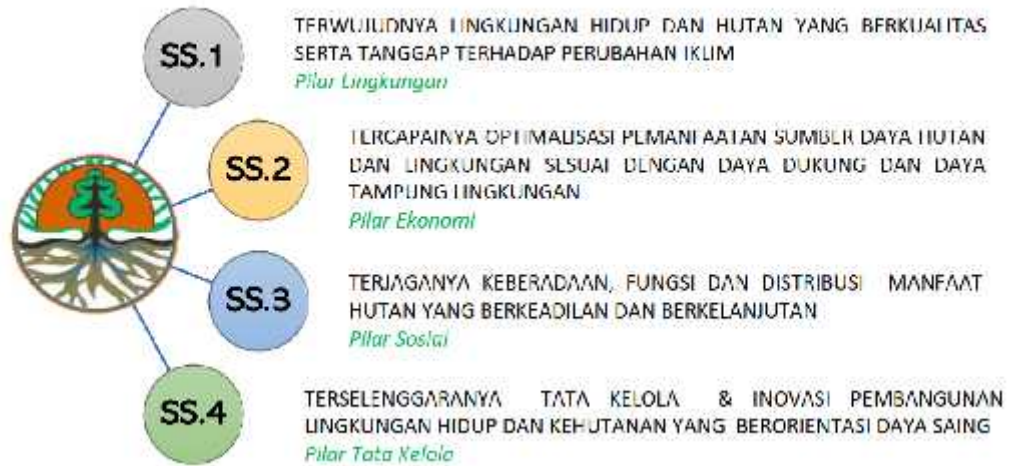 SS.1
TERWUJUDNYA LINGKUNGAN HIDUP DAN HUTAN YANG BERKUALITAS
SERTA TANGGAP TERHADAP PERUBAHAN IKLIM
Pilar Lingkungan
SS.2
TERCAPAINYA OPTIMALISASI PEMANFAATAN SUMBER DAYA HUTAN
DAN LINGKUNGAN SESUAI DENGAN DAYA DUKUNG DAN DAYA
TAMPUNG LINGKUNGAN
Pilar Ekonomi
SS.3
TERJAGANYA KEBERADAAN, FUNGSI DAN DISTRIBUSI MANFAAT
HUTAN YANG BERKEADILAN DAN BERKELANJUTAN
Pilar Sosial
SS.4
TERSELENGGARANYA TATA KELOLA & INOVASI PEMBANGUNAN
LINGKUNGAN HIDUP DAN KEHUTANAN YANG BERORIENTASI DAYA SAING
Pilar Tata Kelola